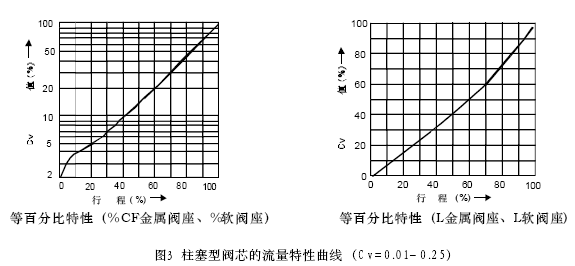 100
50
20
10
5
2
Cv 值 (%)
0 20 40 60 80 100
行 程 (%)
等百分比特性 (%CF金属阀座、%软阀座)
100%
80
60
40
20
0
Cv 值 (%)
0 20 40 60 80 100
行 程 (%)
等百分比特性 (L金属阀座、L软阀座)
图3 柱塞型阀芯的流量特性曲线 (Cv=0.01-0.25)